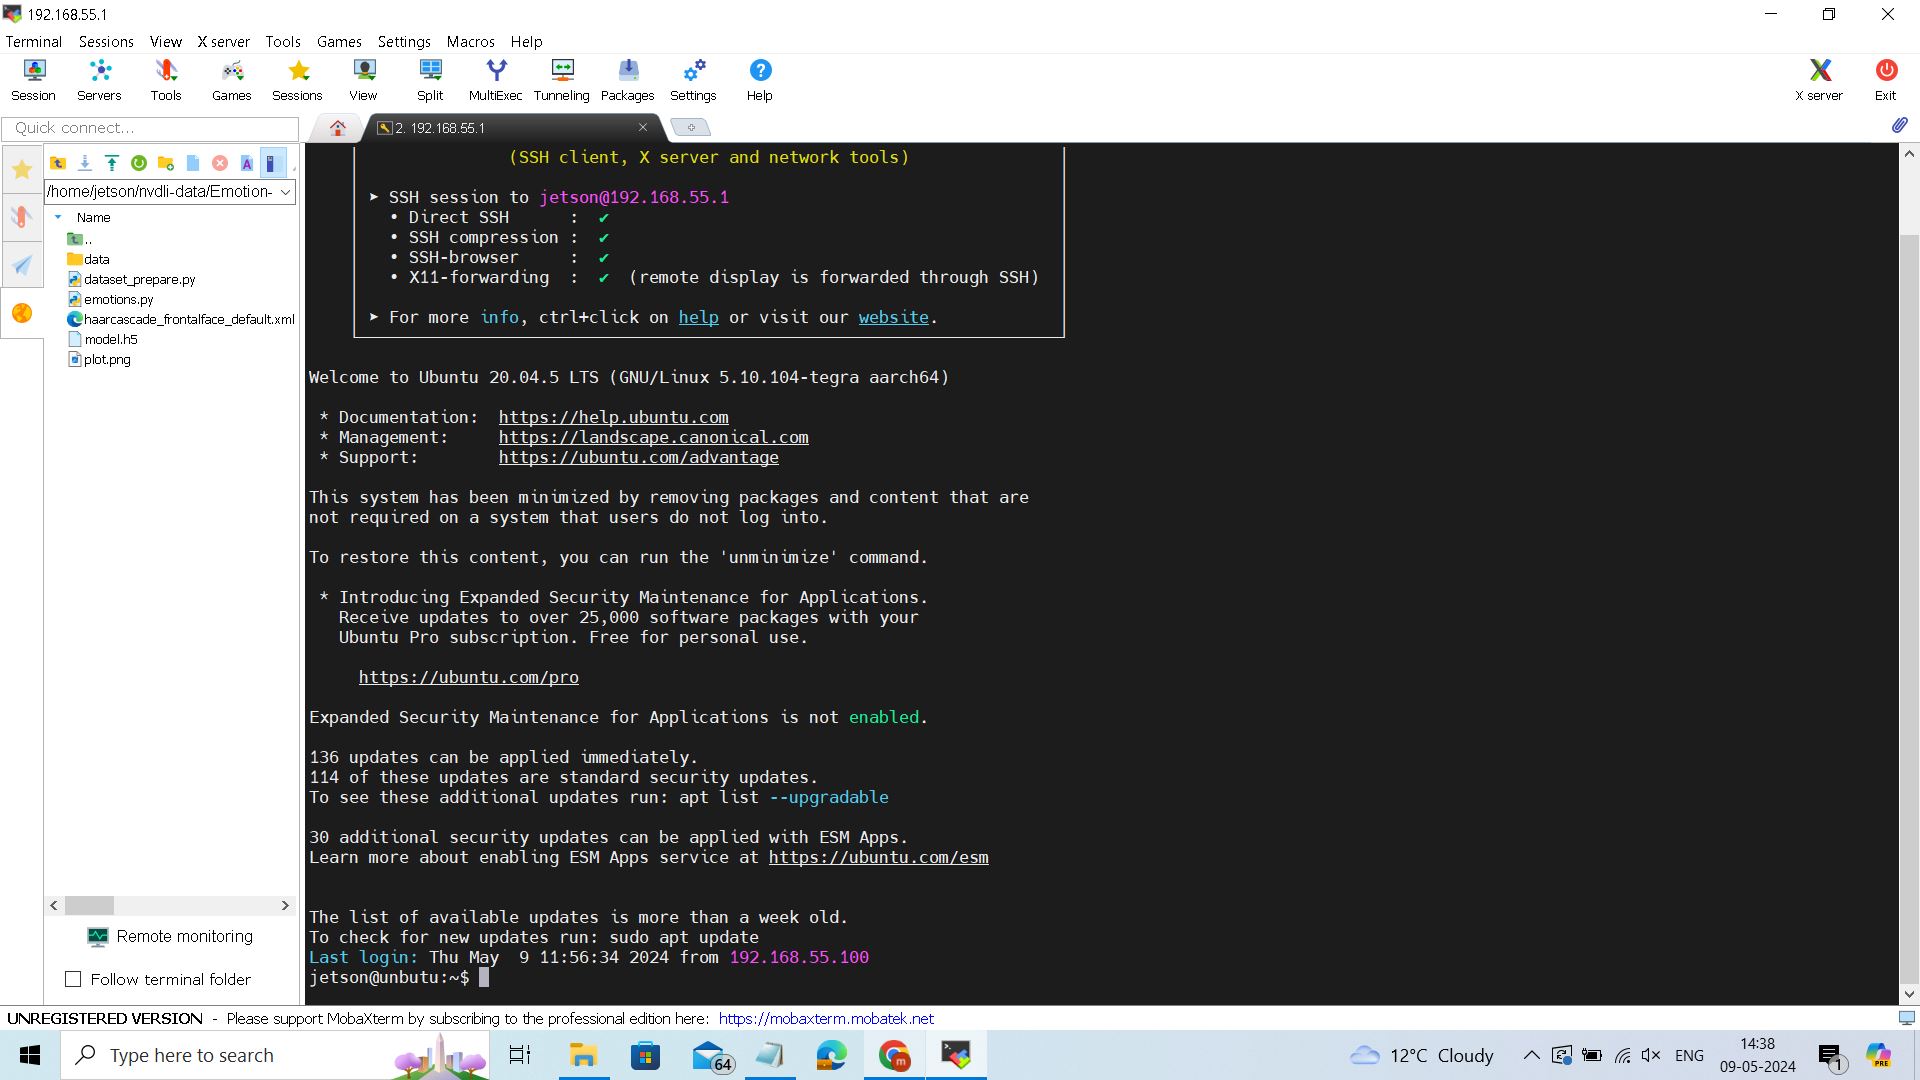 192.168.55.1
Terminal Sessions View X server Tools Games Settings Macros Help
Session Servers Tools Games Sessions View Split MultiExec Tunneling Packages Settings Help X server Exit
Quick connect...
2. 192.168.55.1
/home/jetson/nvdli-data/Emotion-
Name
..
data
dataset_prepare.py
emotions.py
haarcascade_frontalface_default.xml
model.h5
plot.png
Remote monitoring
Follow terminal folder
(SSH client, X server and network tools)
➤ SSH session to jetson@192.168.55.1
• Direct SSH : ✔
• SSH compression : ✔
• SSH-browser : ✔
• X11-forwarding : ✔ (remote display is forwarded through SSH)
➤ For more info, ctrl+click on help or visit our website.
Welcome to Ubuntu 20.04.5 LTS (GNU/Linux 5.10.104-tegra aarch64)
* Documentation: https://help.ubuntu.com
* Management: https://landscape.canonical.com
* Support: https://ubuntu.com/advantage
This system has been minimized by removing packages and content that are
not required on a system that users do not log into.
To restore this content, you can run the 'unminimize' command.
* Introducing Expanded Security Maintenance for Applications.
Receive updates to over 25,000 software packages with your
Ubuntu Pro subscription. Free for personal use.
https://ubuntu.com/pro
Expanded Security Maintenance for Applications is not enabled.
136 updates can be applied immediately.
114 of these updates are standard security updates.
To see these additional updates run: apt list --upgradable
30 additional security updates can be applied with ESM Apps.
Learn more about enabling ESM Apps service at https://ubuntu.com/esm
The list of available updates is more than a week old.
To check for new updates run: sudo apt update
Last login: Thu May  9 11:56:34 2024 from 192.168.55.100
jetson@unbutu:~$
UNREGISTERED VERSION - Please support MobaXterm by subscribing to the professional edition here: https://mobaxterm.mobatek.net
Type here to search
64
12°C Cloudy
ENG
14:38
09-05-2024
1
PRE